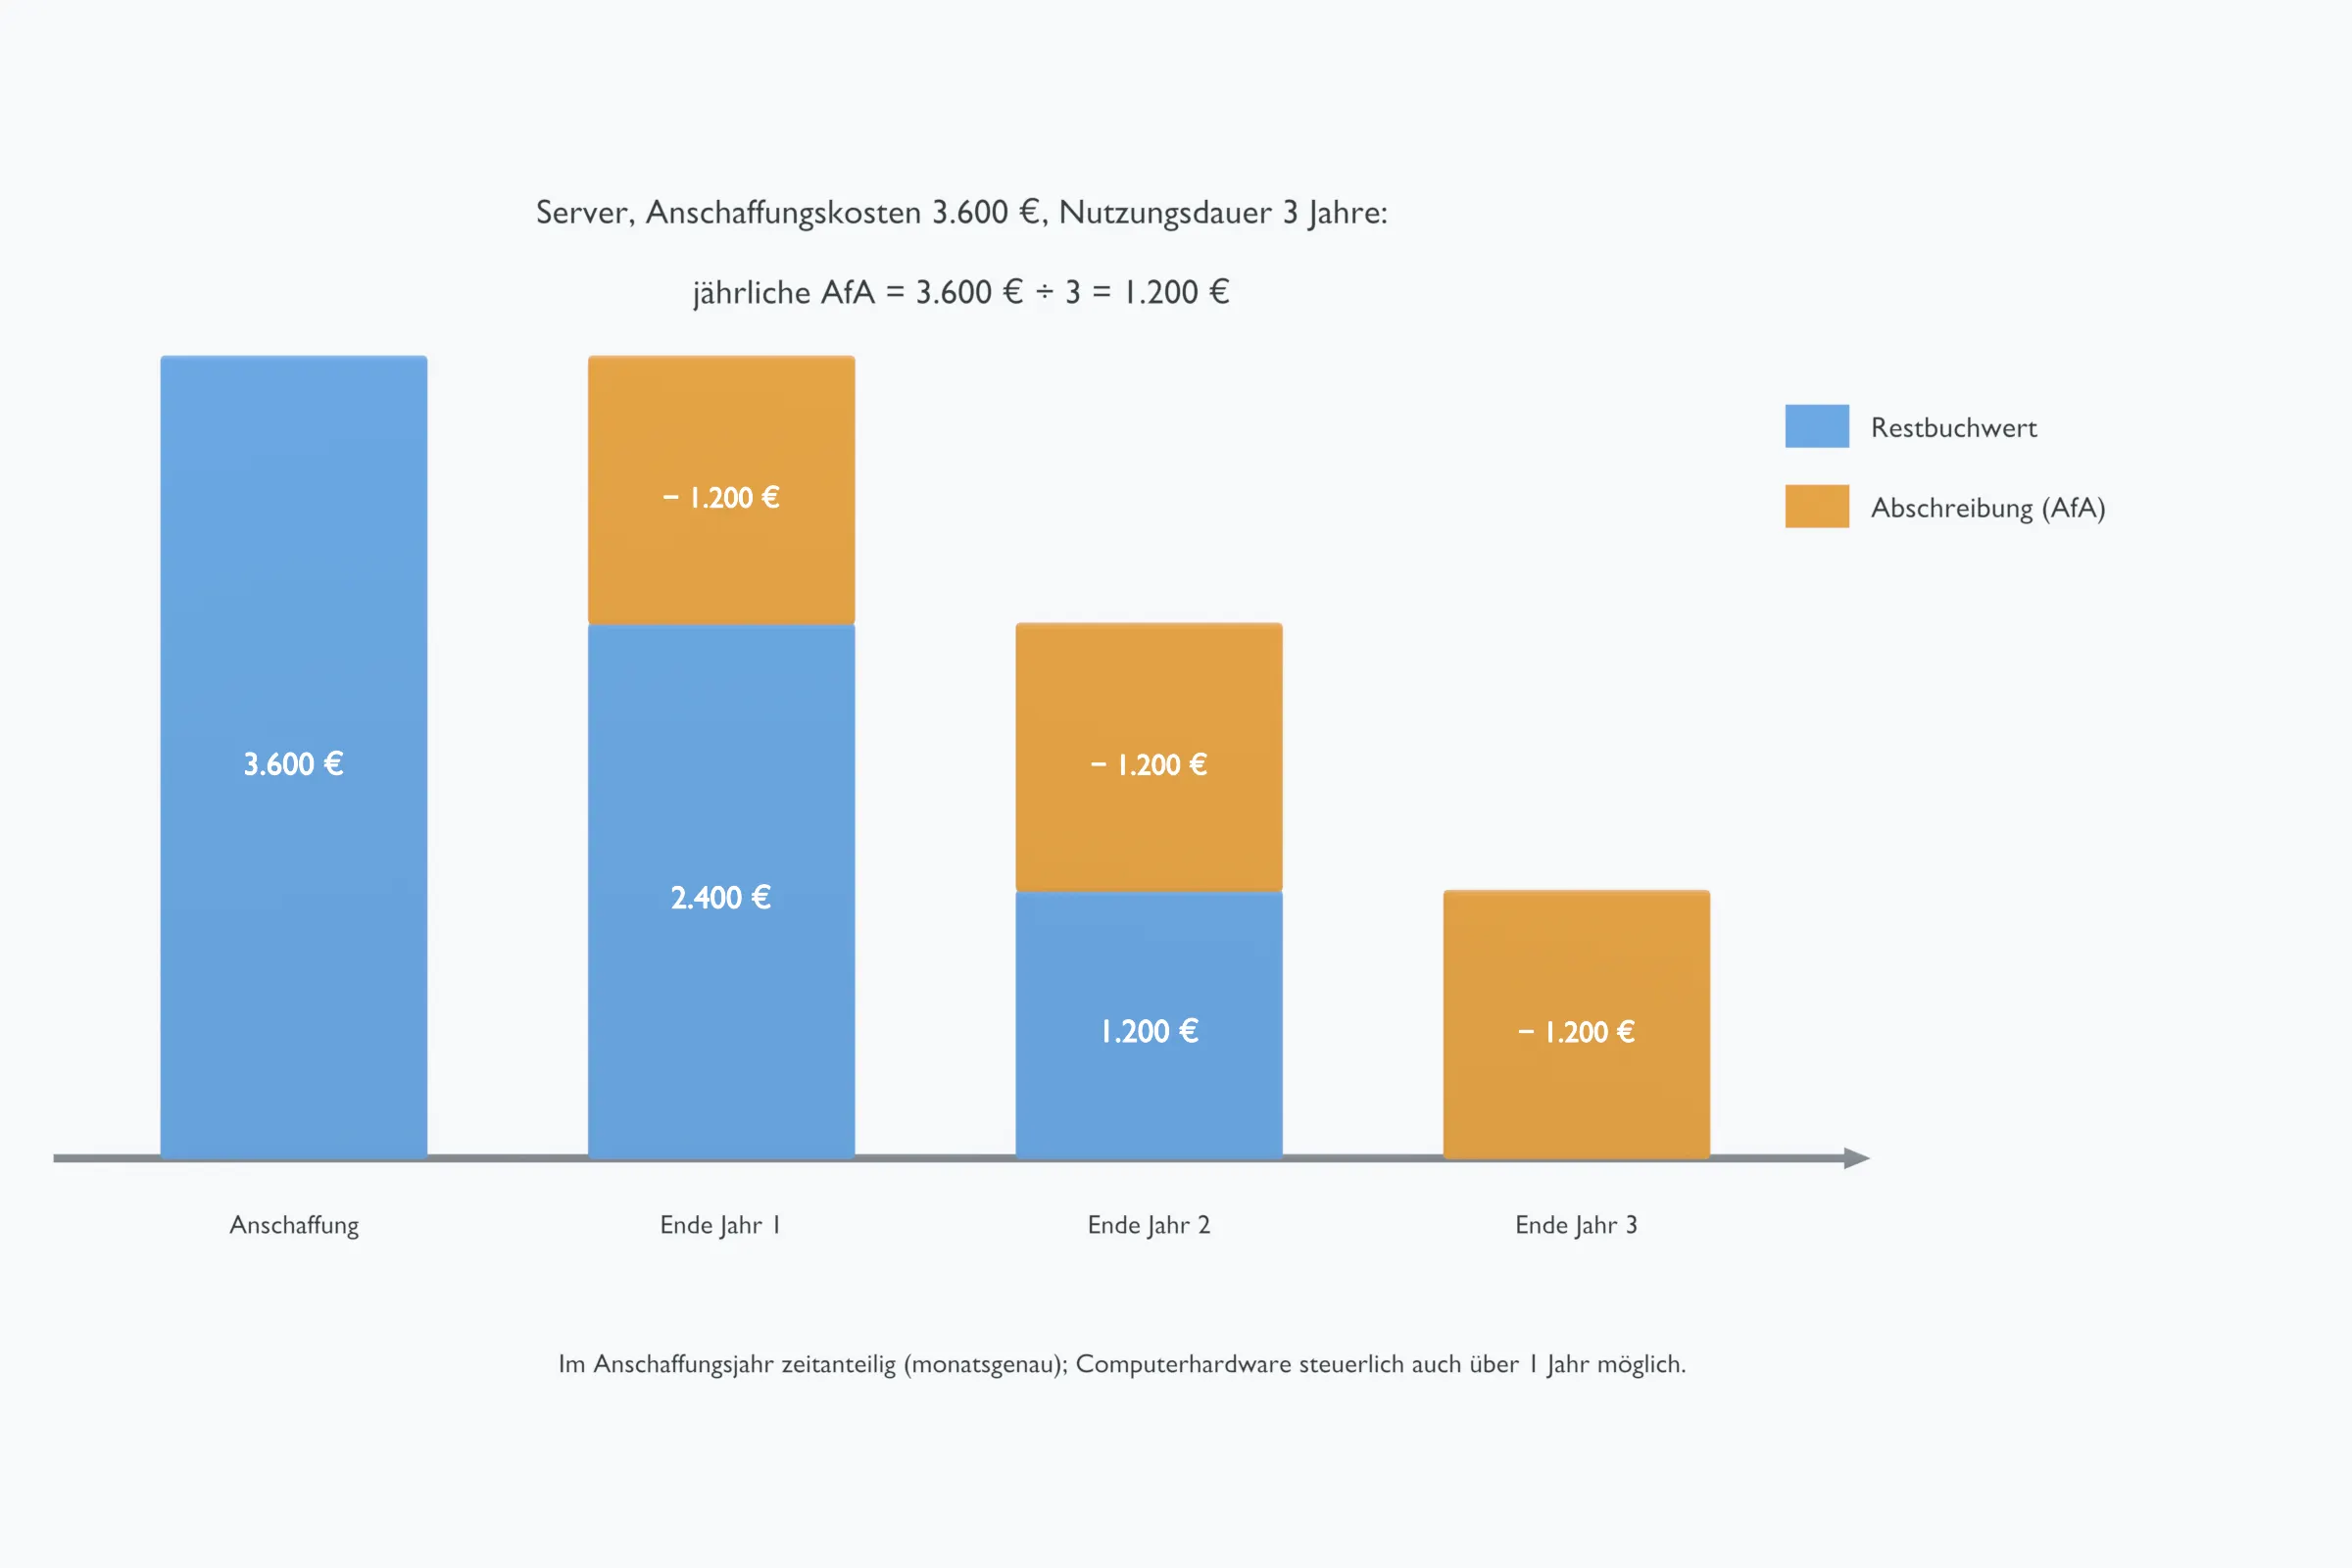 Server, Anschaffungskosten 3.600 €, Nutzungsdauer 3 Jahre:
jährliche AfA = 3.600 € ÷ 3 = 1.200 €
Restbuchwert
Abschreibung (AfA)
3.600 €
− 1.200 €
2.400 €
− 1.200 €
1.200 €
− 1.200 €
Anschaffung
Ende Jahr 1
Ende Jahr 2
Ende Jahr 3
Im Anschaffungsjahr zeitanteilig (monatsgenau); Computerhardware steuerlich auch über 1 Jahr möglich.